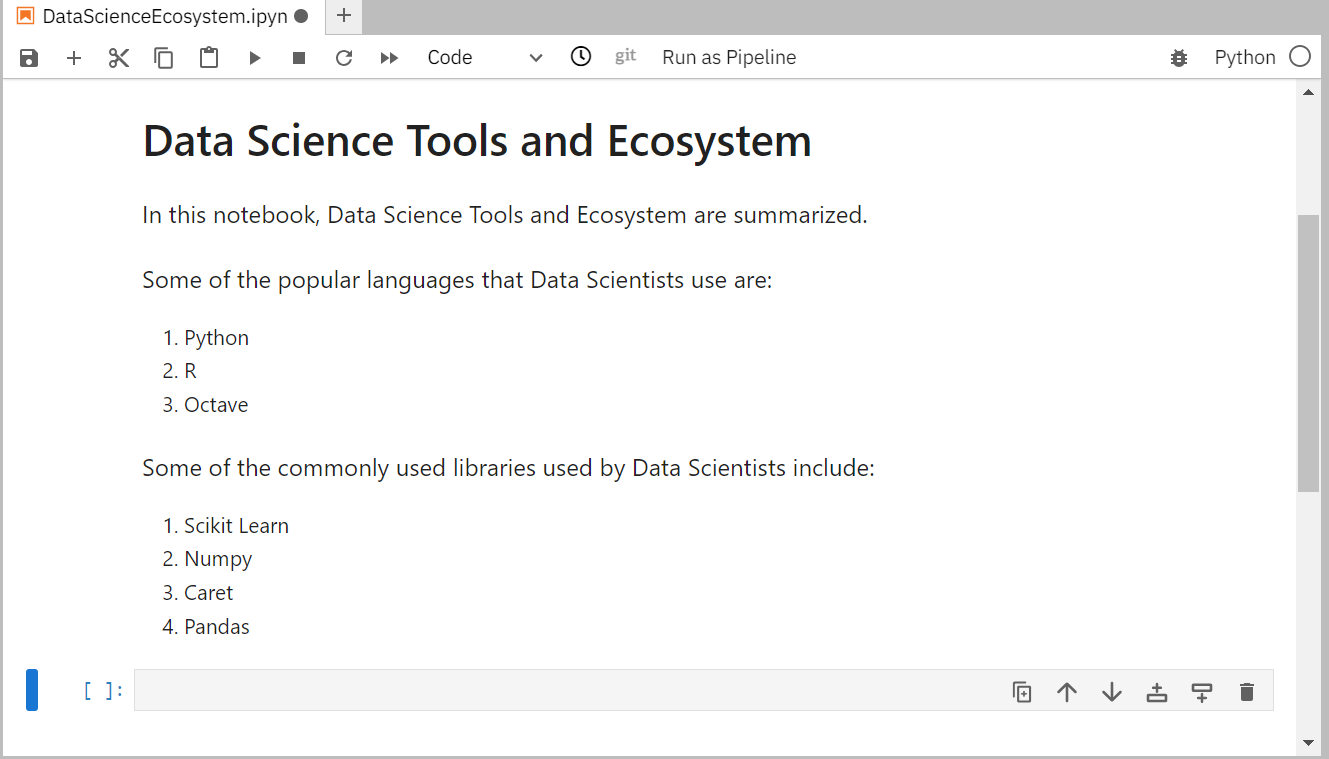 DataScienceEcosystem.ipyn
Code git Run as Pipeline Python
Data Science Tools and Ecosystem
In this notebook, Data Science Tools and Ecosystem are summarized.
Some of the popular languages that Data Scientists use are:
1. Python
2. R
3. Octave
Some of the commonly used libraries used by Data Scientists include:
1. Scikit Learn
2. Numpy
3. Caret
4. Pandas
[ ]: